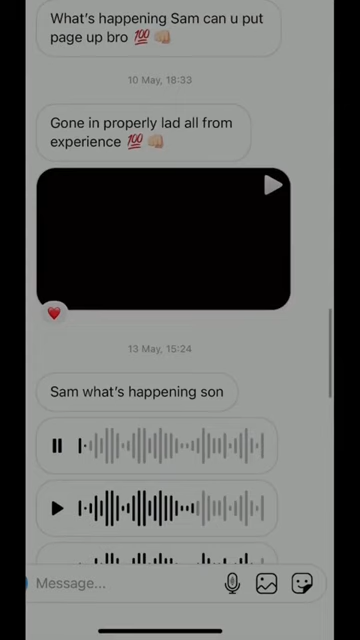 What's happening Sam can u put
page up bro 💯 👊🏻
10 May, 18:33
Gone in properly lad all from
experience 💯 👊🏻
13 May, 15:24
Sam what's happening son
Message...